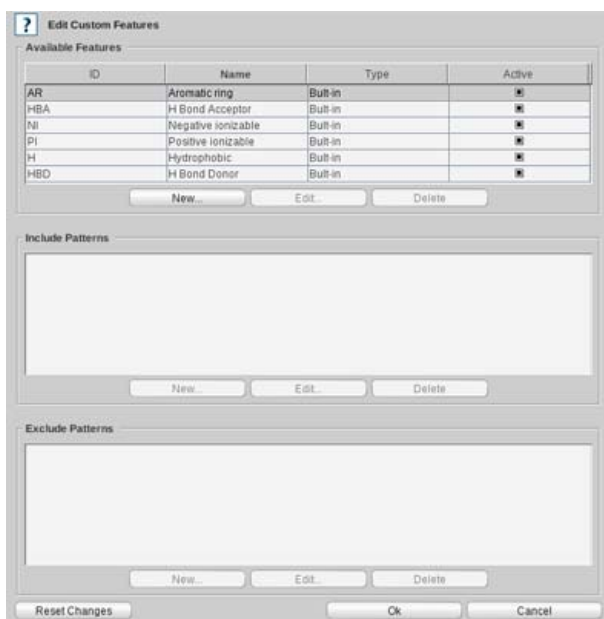 ? Edit Custom Features
Available Features
ID Name Type Active
AR Aromatic ring Built-in
HBA H Bond Acceptor Built-in
NI Negative ionizable Built-in
PI Positive ionizable Built-in
H Hydrophobic Built-in
HBD H Bond Donor Built-in
New... Edit... Delete
Include Patterns
New... Edit... Delete
Exclude Patterns
New... Edit... Delete
Reset Changes Ok Cancel